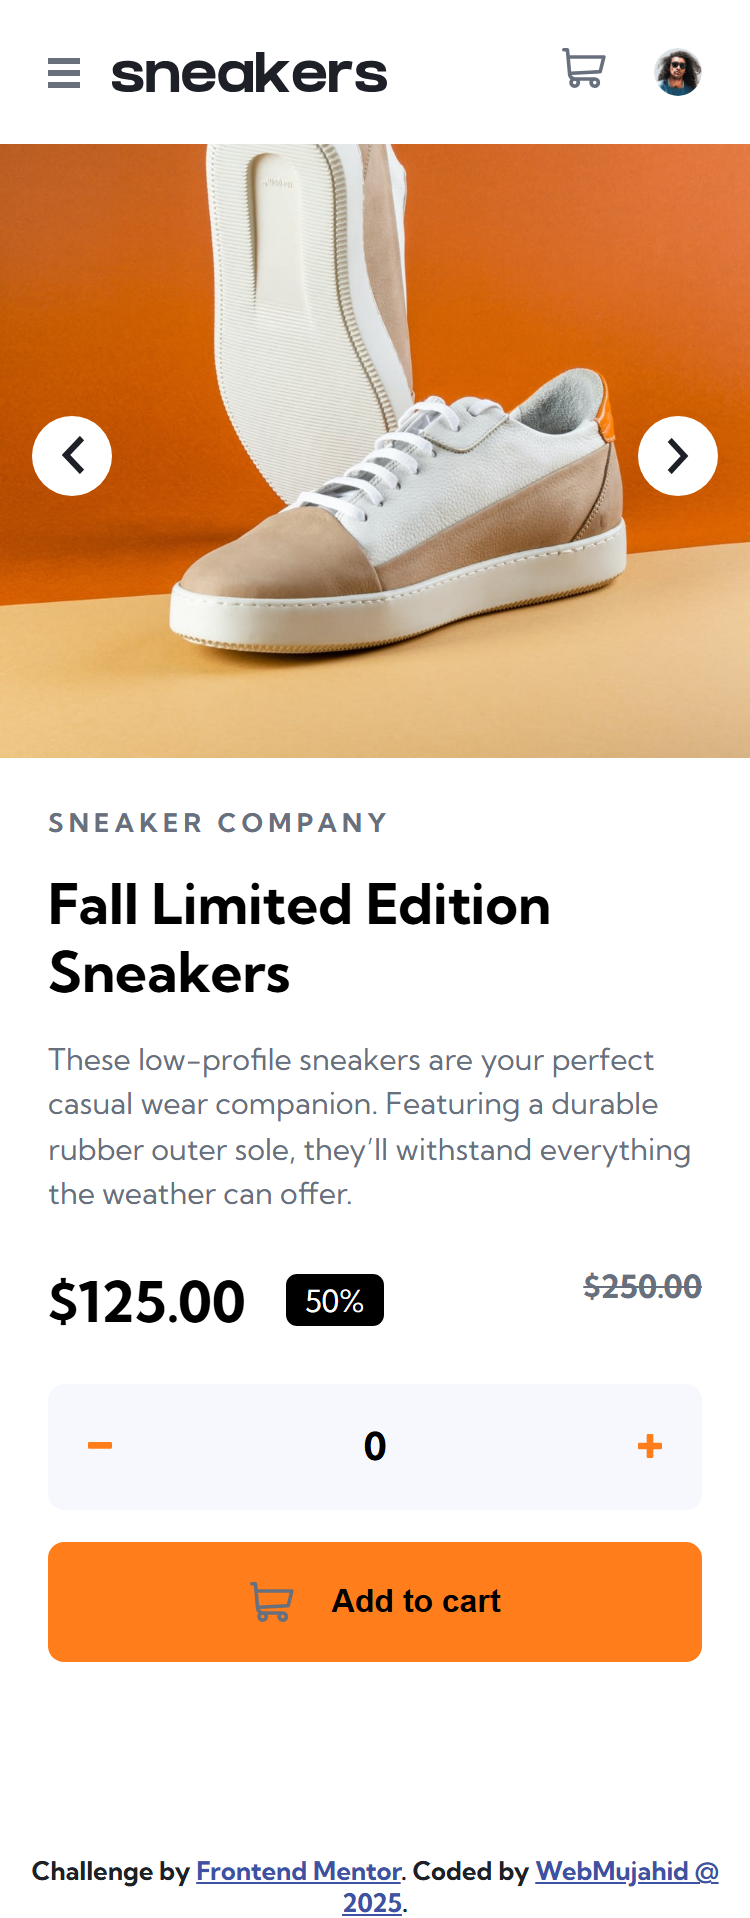 sneakers
SNEAKER COMPANY
Fall Limited Edition
Sneakers
These low-profile sneakers are your perfect
casual wear companion. Featuring a durable
rubber outer sole, they’ll withstand everything
the weather can offer.
$125.00 50% $250.00
0
Add to cart
Challenge by Frontend Mentor. Coded by WebMujahid @
2025.